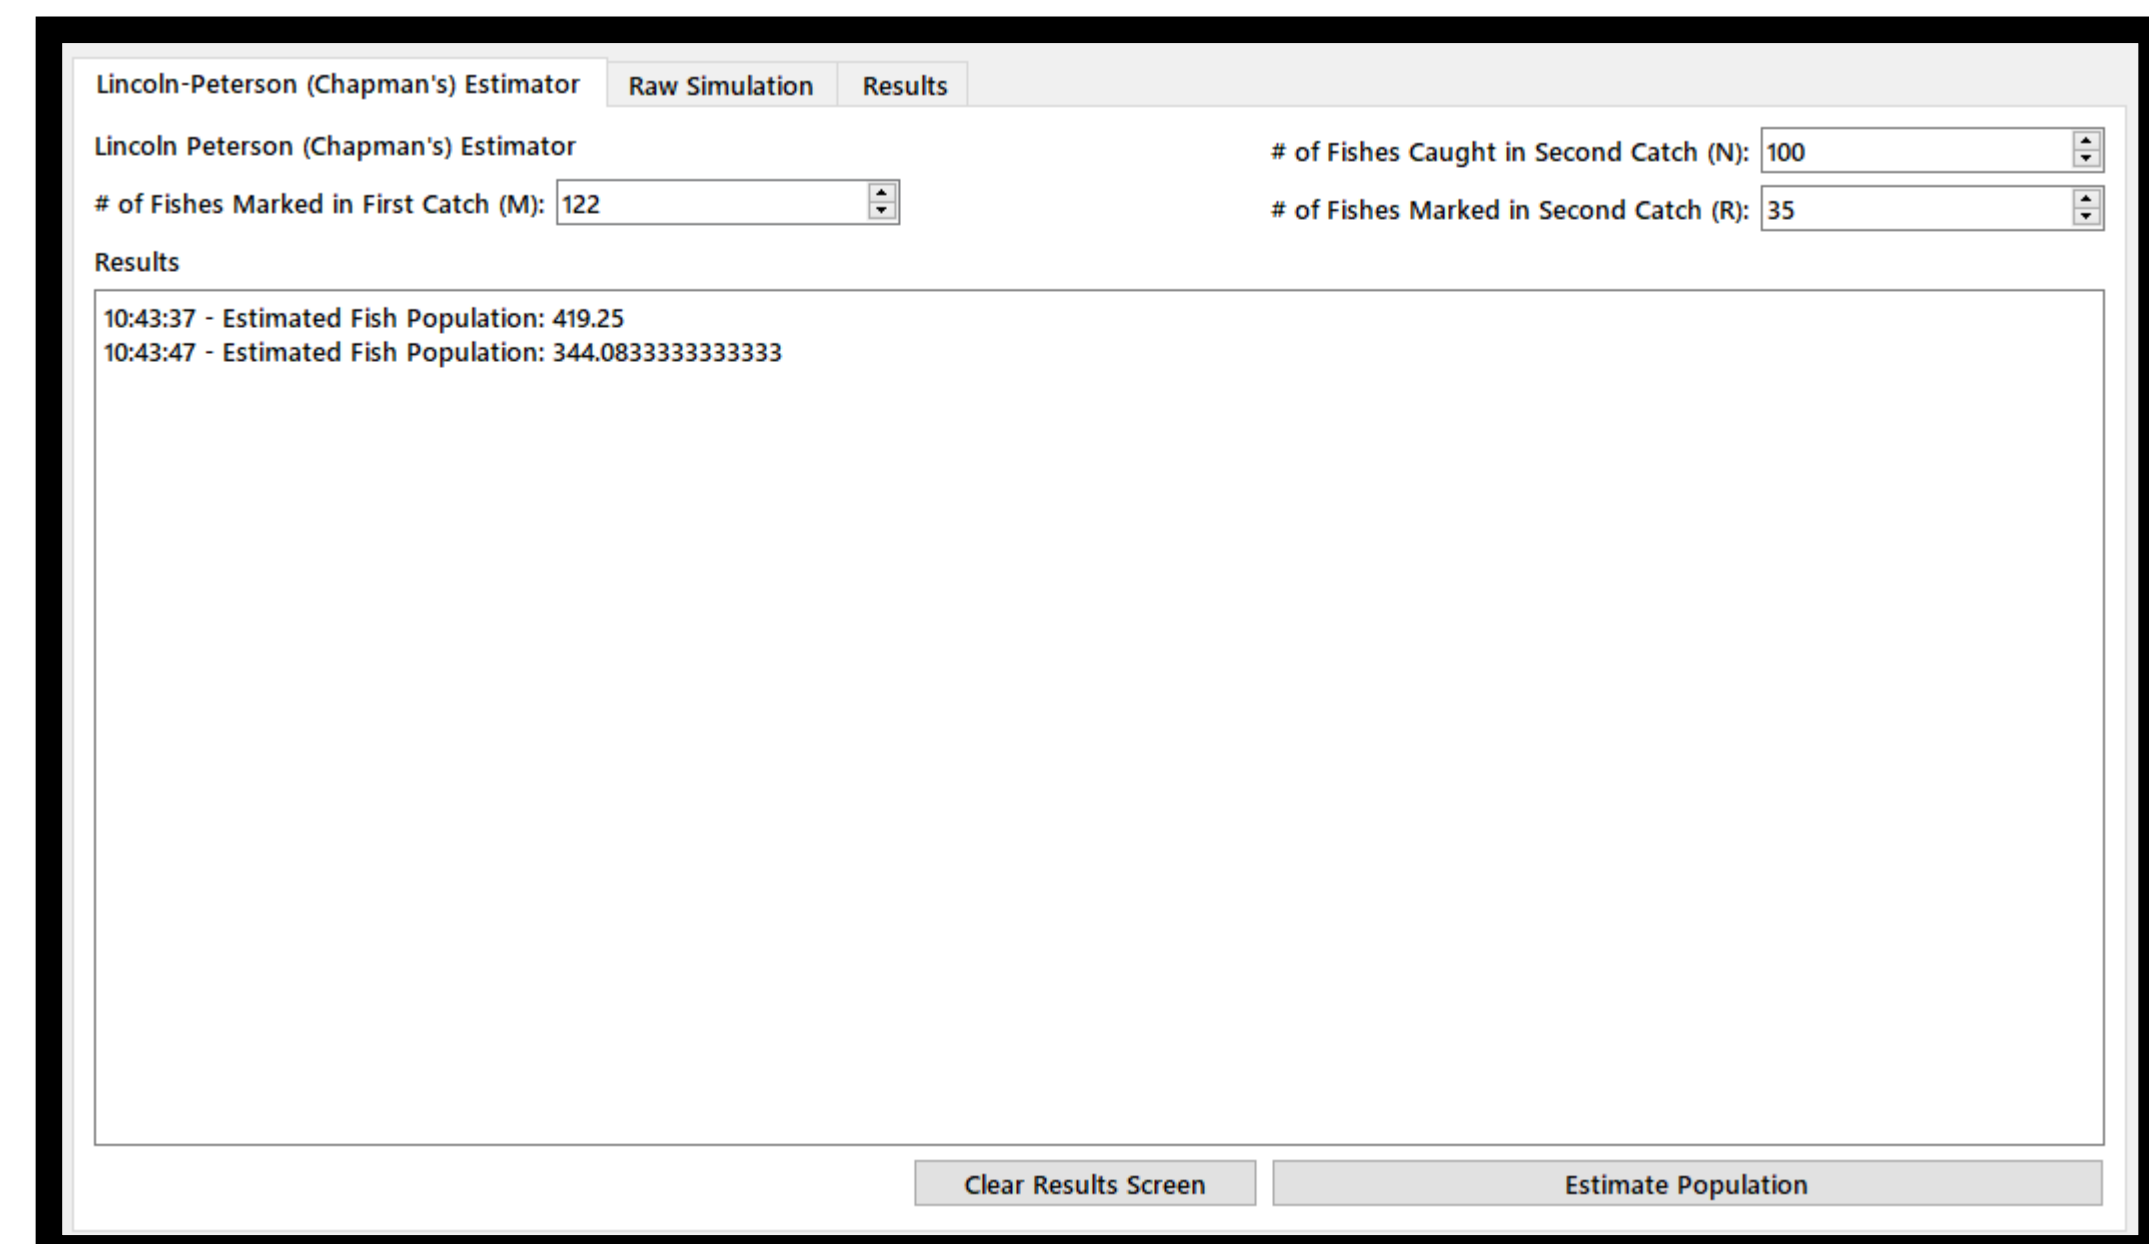 Lincoln-Peterson (Chapman's) Estimator Raw Simulation Results
Lincoln Peterson (Chapman's) Estimator
# of Fishes Marked in First Catch (M): 122
# of Fishes Caught in Second Catch (N): 100
# of Fishes Marked in Second Catch (R): 35
Results
10:43:37 - Estimated Fish Population: 419.25
10:43:47 - Estimated Fish Population: 344.0833333333333
Clear Results Screen Estimate Population